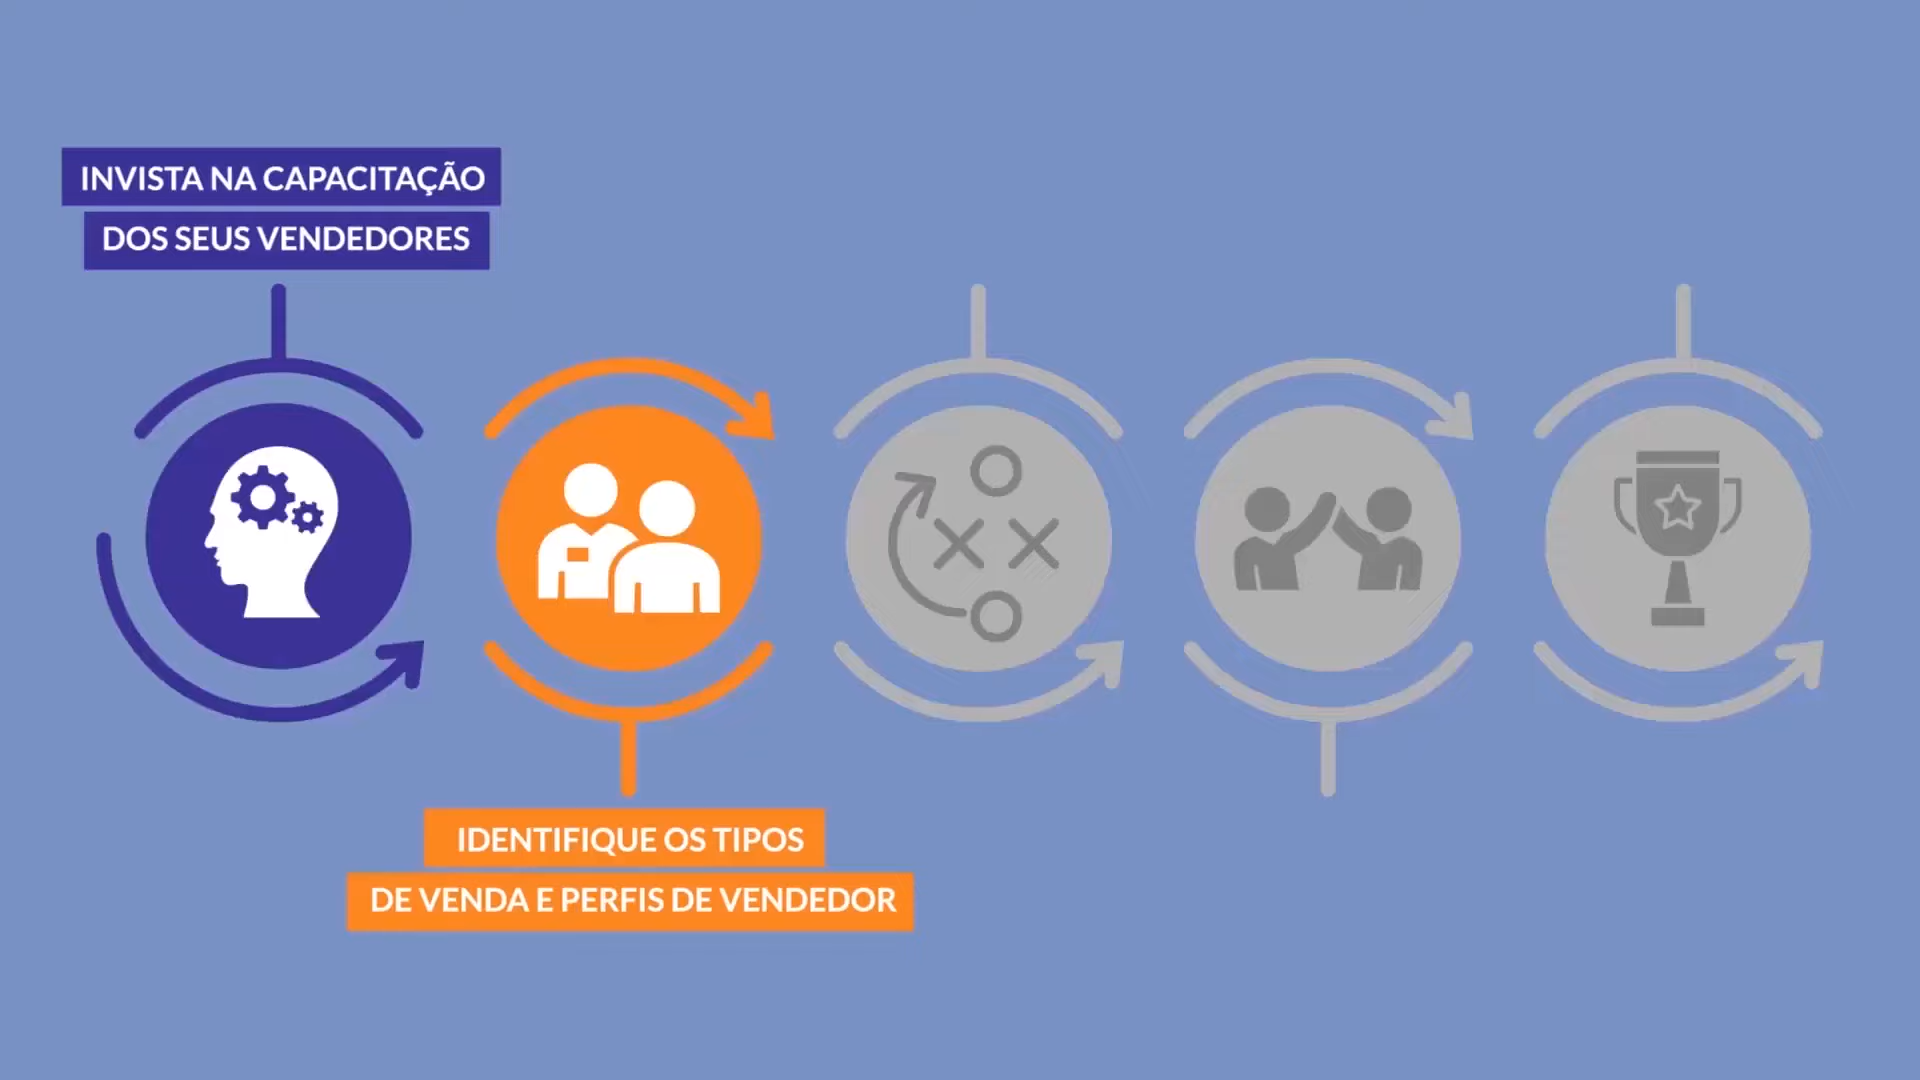 INVISTA NA CAPACITAÇÃO
DOS SEUS VENDEDORES
IDENTIFIQUE OS TIPOS
DE VENDA E PERFIS DE VENDEDOR